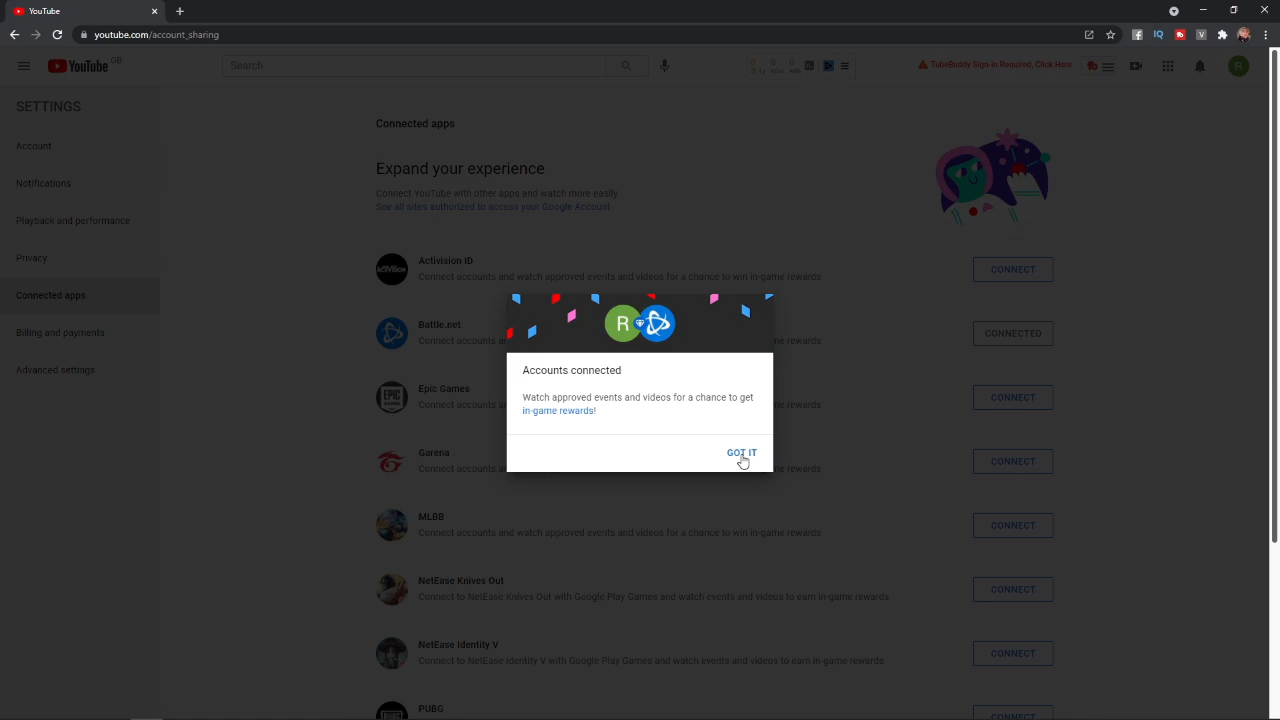 YouTube
youtube.com/account_sharing
YouTube GB
Search
TubeBuddy Sign-in Required, Click Here
R
SETTINGS
Account
Notifications
Playback and performance
Privacy
Connected apps
Billing and payments
Advanced settings
Connected apps
Expand your experience
Connect YouTube with other apps and watch more easily
See all sites authorized to access your Google Account
Activision ID
Connect accounts and watch approved events and videos for a chance to win in-game rewards
CONNECT
Battle.net
CONNECTED
Epic Games
CONNECT
Garena
CONNECT
MLBB
Connect accounts and watch approved events and videos for a chance to win in-game rewards
CONNECT
NetEase Knives Out
Connect to NetEase Knives Out with Google Play Games and watch events and videos to earn in-game rewards
CONNECT
NetEase Identity V
Connect to NetEase Identity V with Google Play Games and watch events and videos to earn in-game rewards
CONNECT
PUBG
CONNECT
R
Accounts connected
Watch approved events and videos for a chance to get
in-game rewards!
GOT IT